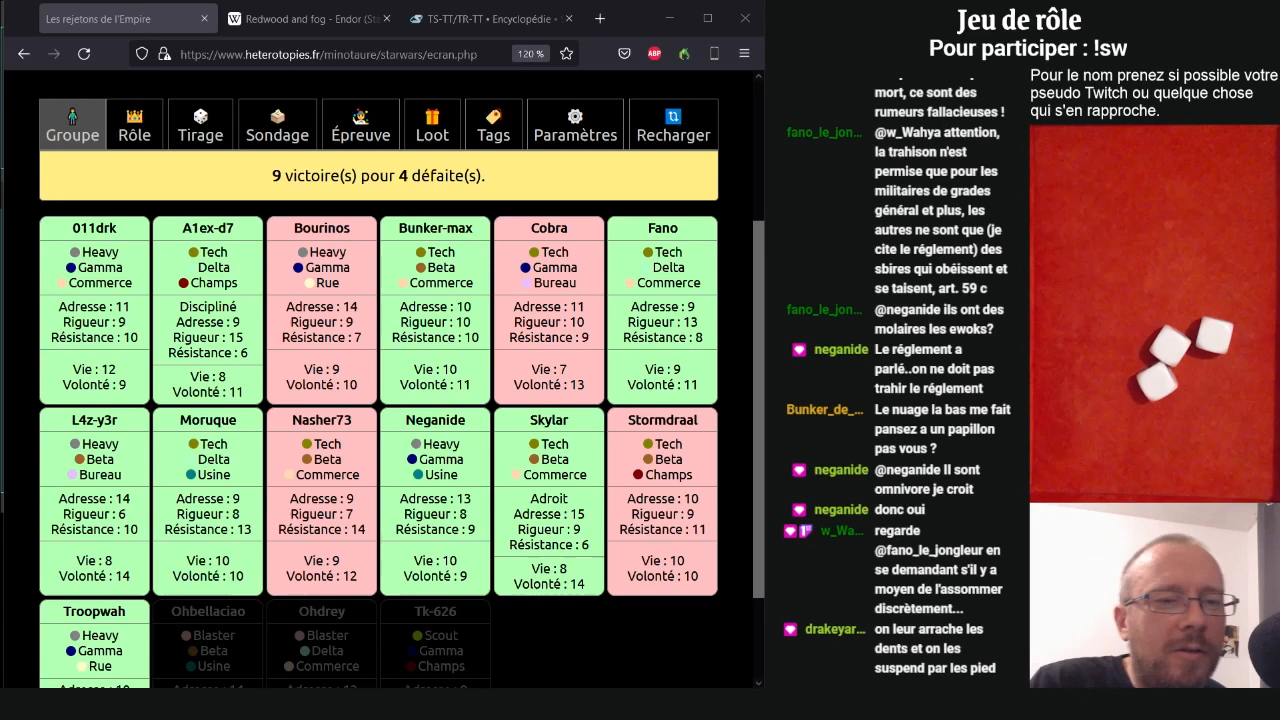 Les rejetons de l'Empire
Redwood and fog - Endor (Sta
TS-TT/TR-TT • Encyclopédie •
https://www.heterotopies.fr/minotaure/starwars/ecran.php
120 %
ABP
Groupe
Rôle
Tirage
Sondage
Épreuve
Loot
Tags
Paramètres
Recharger
9 victoire(s) pour 4 défaite(s).
011drk
Heavy
Gamma
Commerce
Adresse : 11
Rigueur : 9
Résistance : 10
Vie : 12
Volonté : 9
A1ex-d7
Tech
Delta
Champs
Discipliné
Adresse : 9
Rigueur : 15
Résistance : 6
Vie : 8
Volonté : 11
Bourinos
Heavy
Gamma
Rue
Adresse : 14
Rigueur : 9
Résistance : 7
Vie : 9
Volonté : 10
Bunker-max
Tech
Beta
Commerce
Adresse : 10
Rigueur : 10
Résistance : 10
Vie : 10
Volonté : 11
Cobra
Tech
Gamma
Bureau
Adresse : 11
Rigueur : 10
Résistance : 9
Vie : 7
Volonté : 13
Fano
Tech
Delta
Commerce
Adresse : 9
Rigueur : 13
Résistance : 8
Vie : 9
Volonté : 11
L4z-y3r
Heavy
Beta
Bureau
Adresse : 14
Rigueur : 6
Résistance : 10
Vie : 8
Volonté : 14
Moruque
Tech
Delta
Usine
Adresse : 9
Rigueur : 8
Résistance : 13
Vie : 10
Volonté : 10
Nasher73
Tech
Beta
Commerce
Adresse : 9
Rigueur : 7
Résistance : 14
Vie : 9
Volonté : 12
Neganide
Heavy
Gamma
Usine
Adresse : 13
Rigueur : 8
Résistance : 9
Vie : 10
Volonté : 9
Skylar
Tech
Beta
Commerce
Adroit
Adresse : 15
Rigueur : 9
Résistance : 6
Vie : 8
Volonté : 14
Stormdraal
Tech
Beta
Champs
Adresse : 10
Rigueur : 9
Résistance : 11
Vie : 10
Volonté : 10
Troopwah
Heavy
Gamma
Rue
Ohbellaciao
Blaster
Beta
Usine
Ohdrey
Blaster
Delta
Commerce
Tk-626
Scout
Gamma
Champs
Jeu de rôle
Pour participer : !sw
mort, ce sont des
rumeurs fallacieuses !
fano_le_jon... @w_Wahya attention,
la trahison n'est
permise que pour les
militaires de grades
général et plus, les
autres ne sont que (je
cite le réglement) des
sbires qui obéissent et
se taisent, art. 59 c
fano_le_jon... @neganide ils ont des
molaires les ewoks?
neganide Le réglement a
parlé..on ne doit pas
trahir le réglement
Bunker_de_... Le nuage la bas me fait
pansez a un papillon
pas vous ?
neganide @neganide Il sont
omnivore je croit
neganide donc oui
w_Wa... regarde
@fano_le_jongleur en
se demandant s'il y a
moyen de l'assommer
discrètement...
drakeyar... on leur arrache les
dents et on les
suspend par les pied
Pour le nom prenez si possible votre
pseudo Twitch ou quelque chose
qui s'en rapproche.